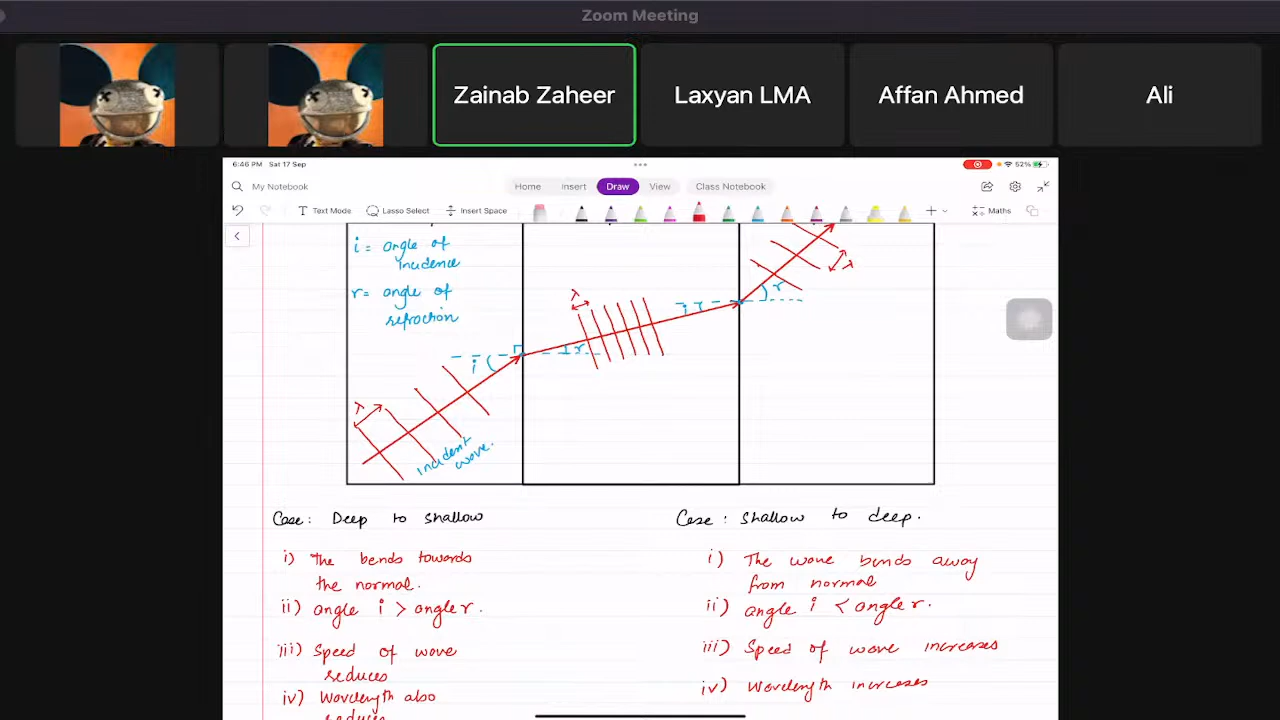 Zoom Meeting
Zainab Zaheer
Laxyan LMA
Affan Ahmed
Ali
6:46 PM Sat 17 Sep
52%
My Notebook
Home
Insert
Draw
View
Class Notebook
Text Mode
Lasso Select
Insert Space
Maths
i = angle of
incidence
r = angle of
refraction
λ
i
r
λ
i
r
λ
incident
wave.
Case: Deep to shallow
i) The bends towards
the normal.
ii) angle i > angle r.
iii) Speed of wave
reduces
iv) Wavelength also
reduces
Case: Shallow to deep.
i) The wave bends away
from normal
ii) angle i < angle r.
iii) Speed of wave increases
iv) Wavelength increases